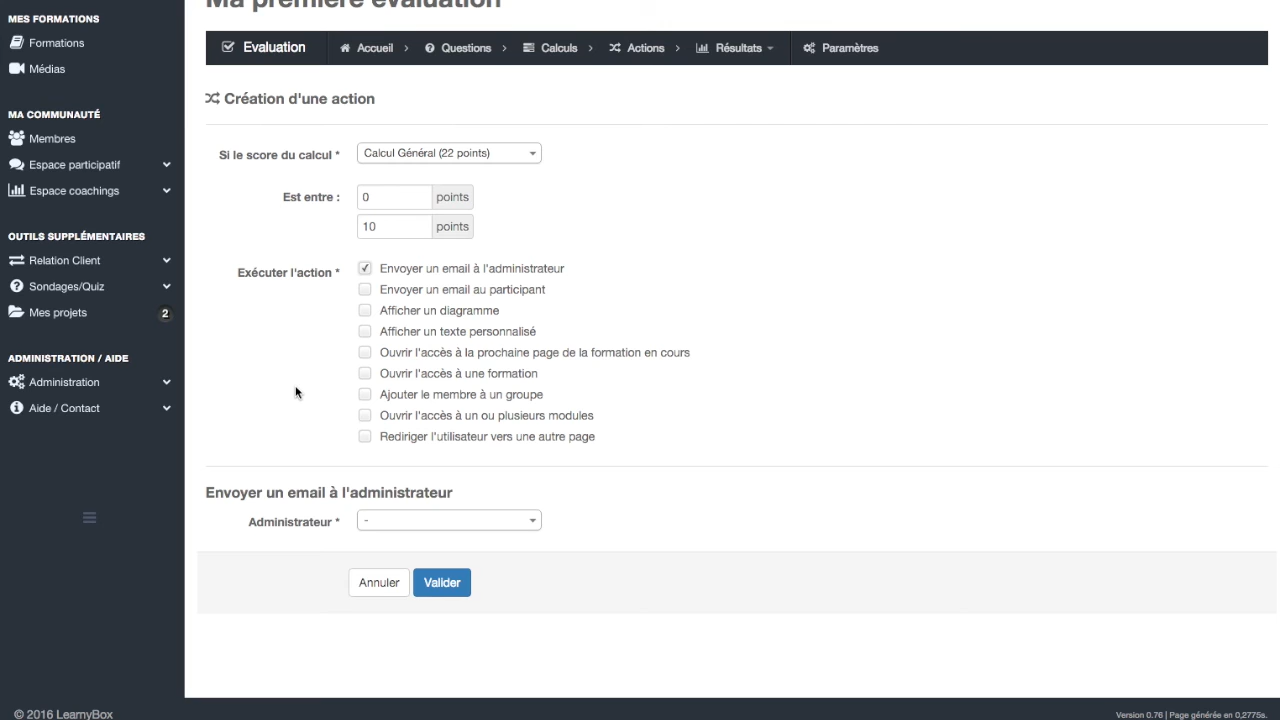 Ma première évaluation
MES FORMATIONS
Formations
Médias
MA COMMUNAUTÉ
Membres
Espace participatif
Espace coachings
OUTILS SUPPLÉMENTAIRES
Relation Client
Sondages/Quiz
Mes projets 2
ADMINISTRATION / AIDE
Administration
Aide / Contact
© 2016 LearnyBox
Evaluation Accueil Questions Calculs Actions Résultats Paramètres
Création d'une action
Si le score du calcul * Calcul Général (22 points)
Est entre : 0 points
10 points
Exécuter l'action * Envoyer un email à l'administrateur
Envoyer un email au participant
Afficher un diagramme
Afficher un texte personnalisé
Ouvrir l'accès à la prochaine page de la formation en cours
Ouvrir l'accès à une formation
Ajouter le membre à un groupe
Ouvrir l'accès à un ou plusieurs modules
Rediriger l'utilisateur vers une autre page
Envoyer un email à l'administrateur
Administrateur * -
Annuler Valider
Version 0.76 | Page générée en 0,2775s.